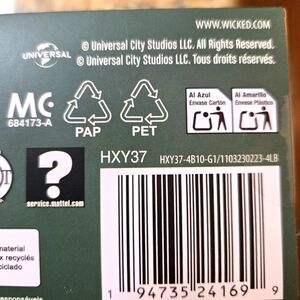 WWW.WICKED.COM
UNIVERSAL
© Universal City Studios LLC. All Rights Reserved.
© Universal City Studios LLC. Tous droits réservés.
MC
684173-A
PAP
PET
Al Azul
Envase Cartón
Al Amarillo
Envase Plástico
HXY37
HXY37-4B10-G1/1103230223-4LB
?
service.mattel.com
material
x recyclés
iclado
ponsables
1 94735 24169 9